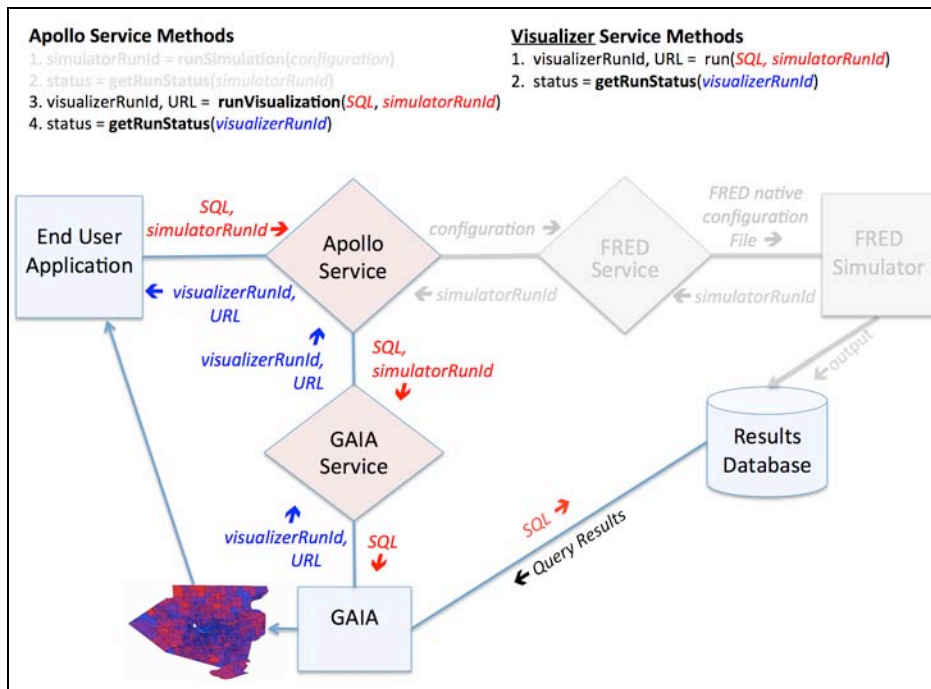 Apollo Service Methods
1. simulatorRunId = runSimulation(configuration)
2. status = getRunStatus(simulatorRunId)
3. visualizerRunId, URL = runVisualization(SQL, simulatorRunId)
4. status = getRunStatus(visualizerRunId)
Visualizer Service Methods
1. visualizerRunId, URL = run(SQL, simulatorRunId)
2. status = getRunStatus(visualizerRunId)
End User
Application
SQL,
simulatorRunId →
← visualizerRunId,
URL
Apollo
Service
configuration →
← simulatorRunId
FRED
Service
FRED native
configuration
File →
← simulatorRunId
FRED
Simulator
visualizerRunId,
URL
SQL,
simulatorRunId
← output
GAIA
Service
Results
Database
visualizerRunId,
URL
SQL
SQL →
← Query Results
GAIA